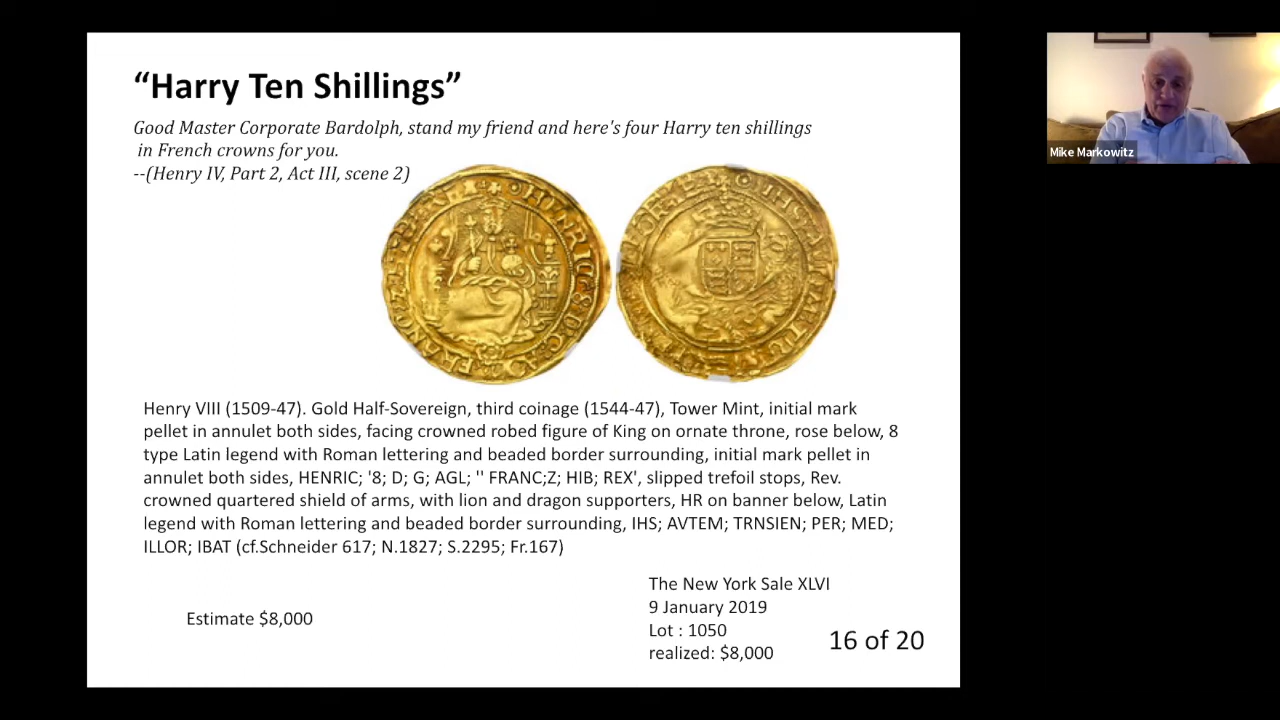 “Harry Ten Shillings”
Good Master Corporate Bardolph, stand my friend and here's four Harry ten shillings
in French crowns for you.
--(Henry IV, Part 2, Act III, scene 2)
Henry VIII (1509-47). Gold Half-Sovereign, third coinage (1544-47), Tower Mint, initial mark
pellet in annulet both sides, facing crowned robed figure of King on ornate throne, rose below, 8
type Latin legend with Roman lettering and beaded border surrounding, initial mark pellet in
annulet both sides, HENRIC; '8; D; G; AGL; '' FRANC;Z; HIB; REX', slipped trefoil stops, Rev.
crowned quartered shield of arms, with lion and dragon supporters, HR on banner below, Latin
legend with Roman lettering and beaded border surrounding, IHS; AVTEM; TRNSIEN; PER; MED;
ILLOR; IBAT (cf.Schneider 617; N.1827; S.2295; Fr.167)
Estimate $8,000
The New York Sale XLVI
9 January 2019
Lot : 1050
realized: $8,000
16 of 20
Mike Markowitz